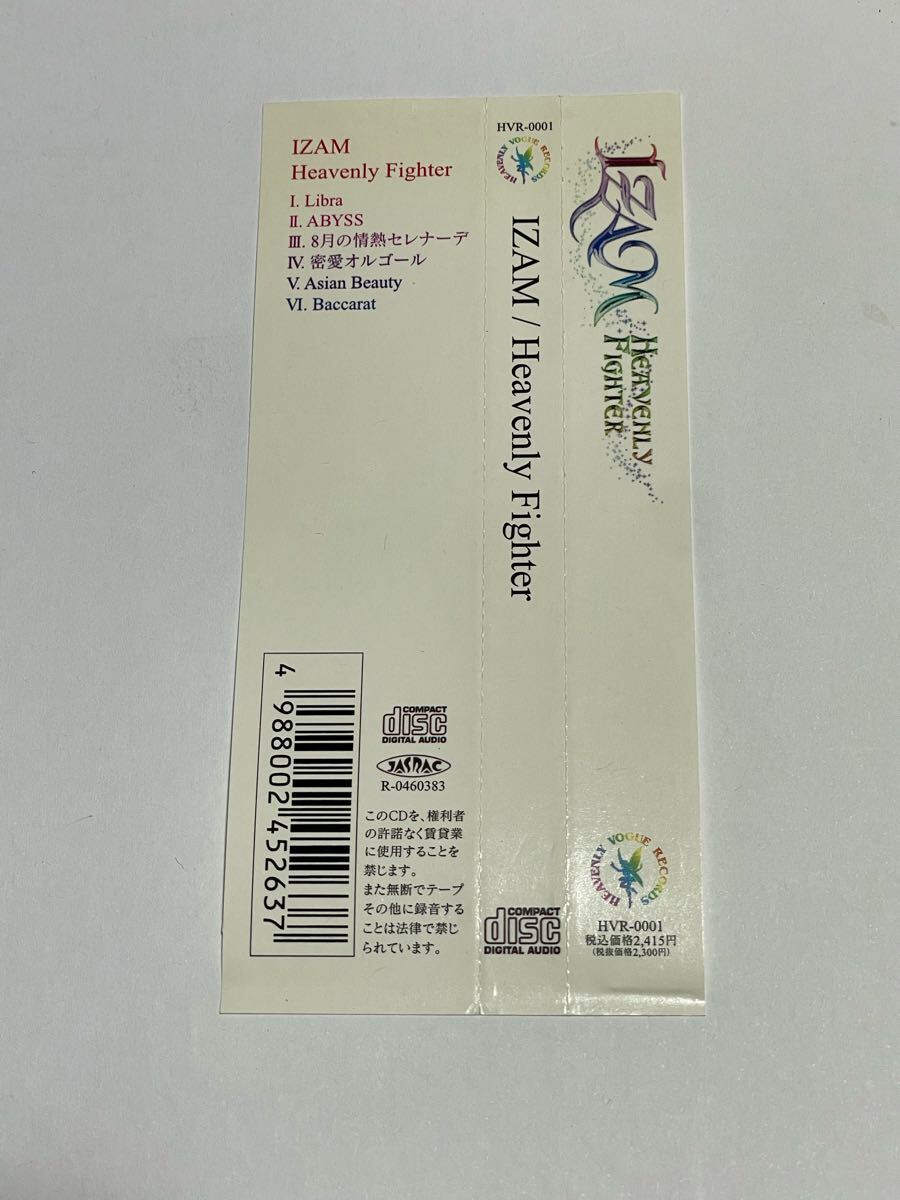 IZAM
Heavenly Fighter
I. Libra
II. ABYSS
III. 8月の情熱セレナーデ
IV. 密愛オルゴール
V. Asian Beauty
VI. Baccarat
4 988002 452637
COMPACT
disc
DIGITAL AUDIO
JASRAC
R-0460383
このCDを、権利者
の許諾なく賃貸業
に使用することを
禁じます。
また無断でテープ
その他に録音する
ことは法律で禁じ
られています。
HVR-0001
HEAVENLY VOGUE RECORDS
IZAM / Heavenly Fighter
COMPACT
disc
DIGITAL AUDIO
IZAM
HEAVENLY
FIGHTER
HEAVENLY VOGUE RECORDS
HVR-0001
税込価格2,415円
(税抜価格2,300円)